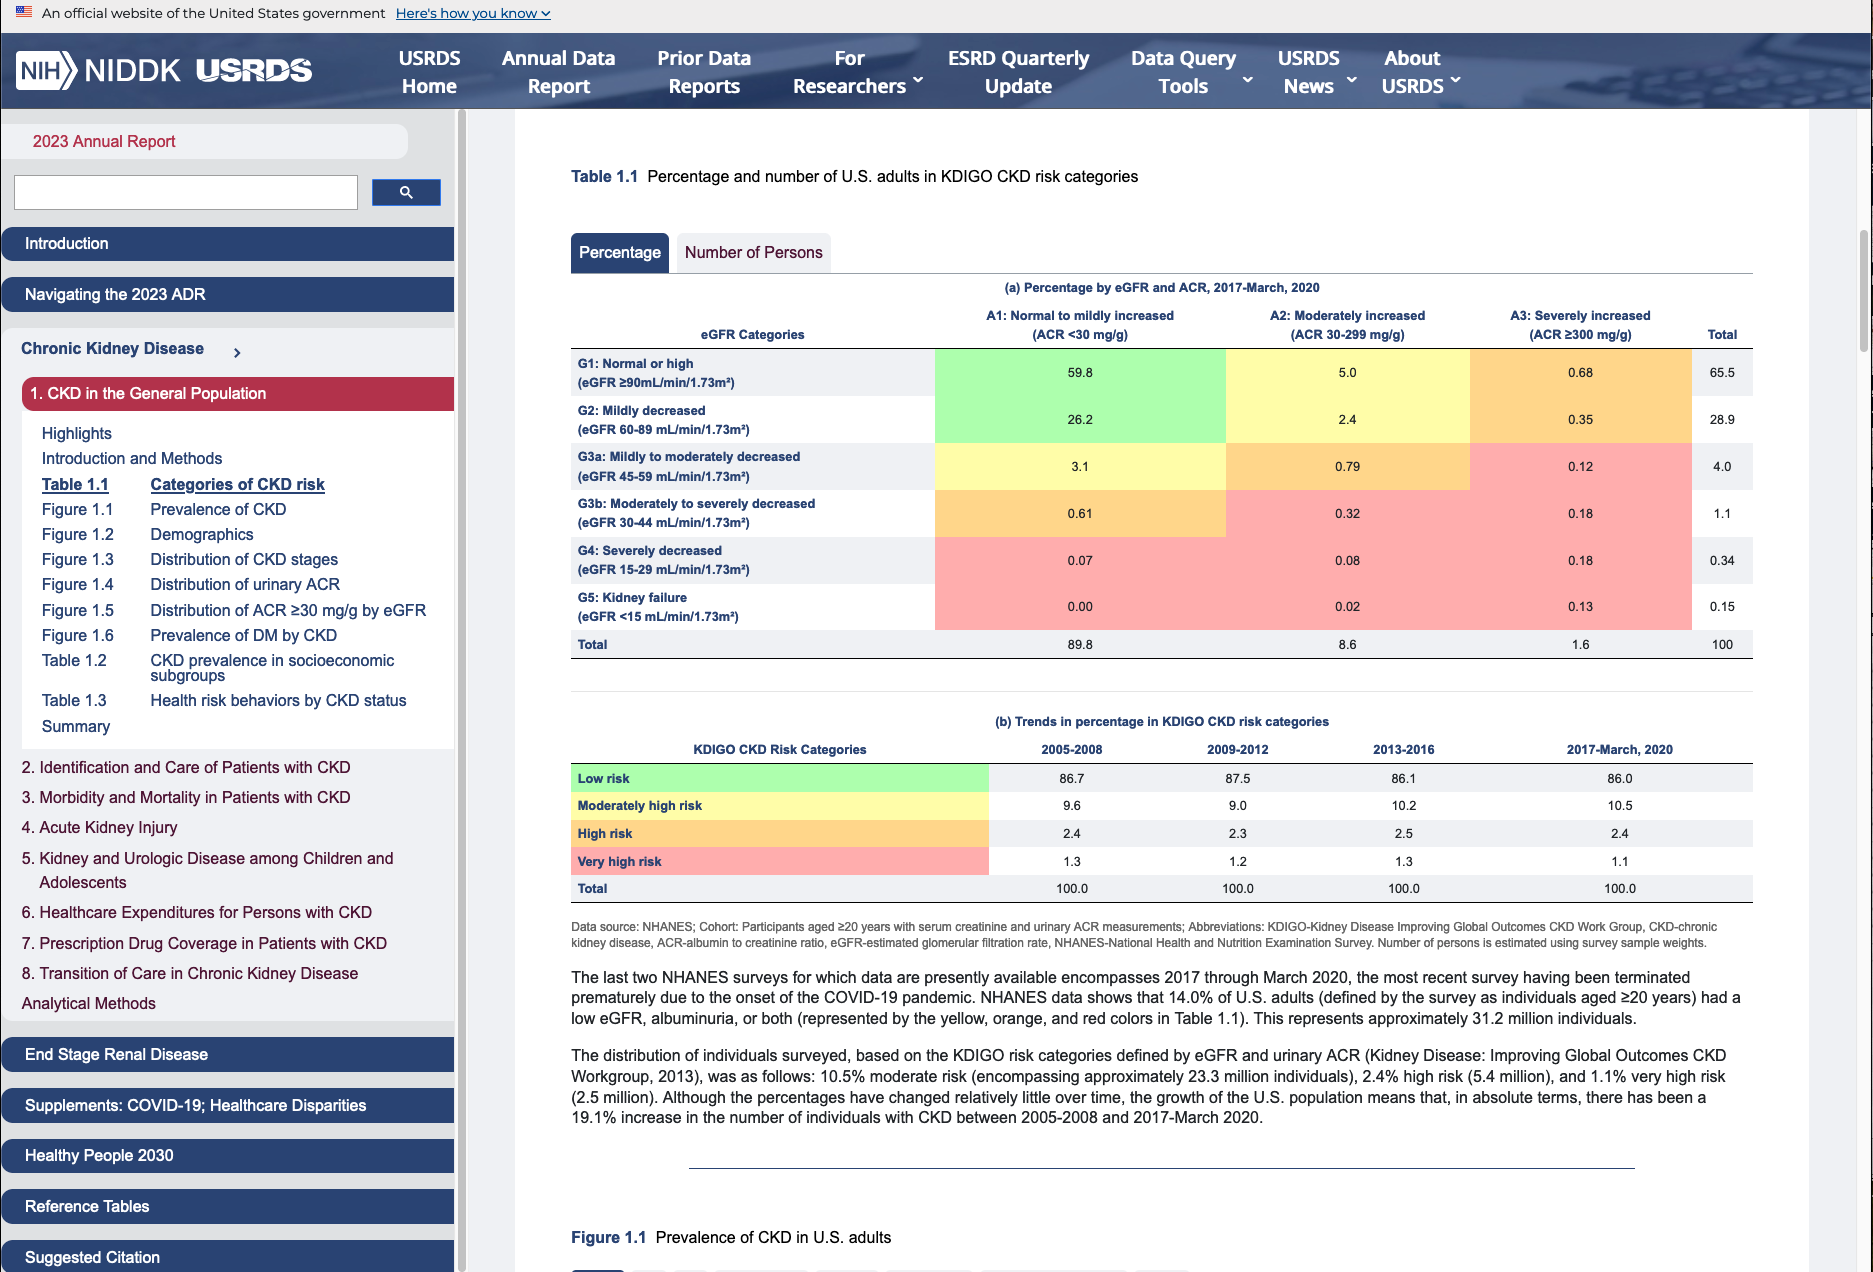 An official website of the United States government Here's how you know
NIH NIDDK USRDS
USRDS Home
Annual Data Report
Prior Data Reports
For Researchers
ESRD Quarterly Update
Data Query Tools
USRDS News
About USRDS
2023 Annual Report
Introduction
Navigating the 2023 ADR
Chronic Kidney Disease
1. CKD in the General Population
Highlights
Introduction and Methods
Table 1.1 Categories of CKD risk
Figure 1.1 Prevalence of CKD
Figure 1.2 Demographics
Figure 1.3 Distribution of CKD stages
Figure 1.4 Distribution of urinary ACR
Figure 1.5 Distribution of ACR ≥30 mg/g by eGFR
Figure 1.6 Prevalence of DM by CKD
Table 1.2 CKD prevalence in socioeconomic
subgroups
Table 1.3 Health risk behaviors by CKD status
Summary
2. Identification and Care of Patients with CKD
3. Morbidity and Mortality in Patients with CKD
4. Acute Kidney Injury
5. Kidney and Urologic Disease among Children and
Adolescents
6. Healthcare Expenditures for Persons with CKD
7. Prescription Drug Coverage in Patients with CKD
8. Transition of Care in Chronic Kidney Disease
Analytical Methods
End Stage Renal Disease
Supplements: COVID-19; Healthcare Disparities
Healthy People 2030
Reference Tables
Suggested Citation
Table 1.1 Percentage and number of U.S. adults in KDIGO CKD risk categories
Percentage Number of Persons
(a) Percentage by eGFR and ACR, 2017-March, 2020
A1: Normal to mildly increased A2: Moderately increased A3: Severely increased
eGFR Categories (ACR <30 mg/g) (ACR 30-299 mg/g) (ACR ≥300 mg/g) Total
G1: Normal or high
(eGFR ≥90mL/min/1.73m²) 59.8 5.0 0.68 65.5
G2: Mildly decreased
(eGFR 60-89 mL/min/1.73m²) 26.2 2.4 0.35 28.9
G3a: Mildly to moderately decreased
(eGFR 45-59 mL/min/1.73m²) 3.1 0.79 0.12 4.0
G3b: Moderately to severely decreased
(eGFR 30-44 mL/min/1.73m²) 0.61 0.32 0.18 1.1
G4: Severely decreased
(eGFR 15-29 mL/min/1.73m²) 0.07 0.08 0.18 0.34
G5: Kidney failure
(eGFR <15 mL/min/1.73m²) 0.00 0.02 0.13 0.15
Total 89.8 8.6 1.6 100
(b) Trends in percentage in KDIGO CKD risk categories
KDIGO CKD Risk Categories 2005-2008 2009-2012 2013-2016 2017-March, 2020
Low risk 86.7 87.5 86.1 86.0
Moderately high risk 9.6 9.0 10.2 10.5
High risk 2.4 2.3 2.5 2.4
Very high risk 1.3 1.2 1.3 1.1
Total 100.0 100.0 100.0 100.0
Data source: NHANES; Cohort: Participants aged ≥20 years with serum creatinine and urinary ACR measurements; Abbreviations: KDIGO-Kidney Disease Improving Global Outcomes CKD Work Group, CKD-chronic
kidney disease, ACR-albumin to creatinine ratio, eGFR-estimated glomerular filtration rate, NHANES-National Health and Nutrition Examination Survey. Number of persons is estimated using survey sample weights.
The last two NHANES surveys for which data are presently available encompasses 2017 through March 2020, the most recent survey having been terminated
prematurely due to the onset of the COVID-19 pandemic. NHANES data shows that 14.0% of U.S. adults (defined by the survey as individuals aged ≥20 years) had a
low eGFR, albuminuria, or both (represented by the yellow, orange, and red colors in Table 1.1). This represents approximately 31.2 million individuals.
The distribution of individuals surveyed, based on the KDIGO risk categories defined by eGFR and urinary ACR (Kidney Disease: Improving Global Outcomes CKD
Workgroup, 2013), was as follows: 10.5% moderate risk (encompassing approximately 23.3 million individuals), 2.4% high risk (5.4 million), and 1.1% very high risk
(2.5 million). Although the percentages have changed relatively little over time, the growth of the U.S. population means that, in absolute terms, there has been a
19.1% increase in the number of individuals with CKD between 2005-2008 and 2017-March 2020.
Figure 1.1 Prevalence of CKD in U.S. adults